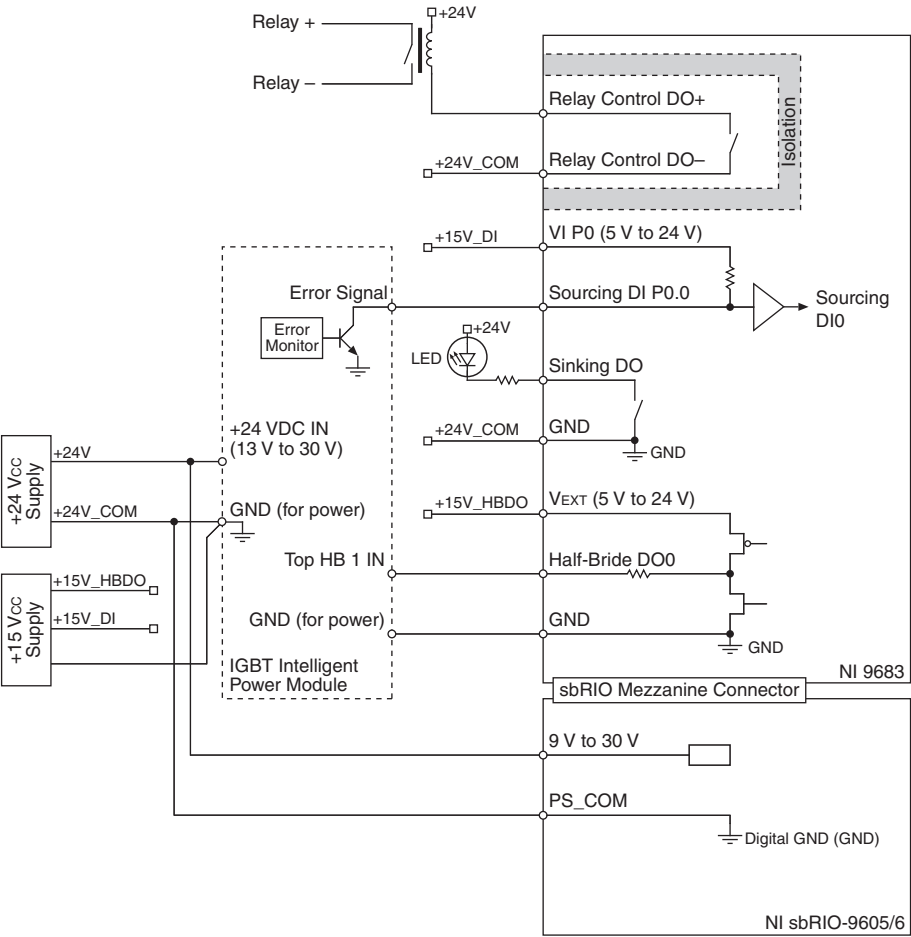 +24V
Relay +
Relay –
Relay Control DO+
Isolation
+24V_COM
Relay Control DO–
+15V_DI
VI P0 (5 V to 24 V)
Error Signal
Sourcing DI P0.0
Sourcing
DI0
Error
Monitor
+24V
LED
Sinking DO
+24 VDC IN
(13 V to 30 V)
+24V_COM
GND
GND
+24 Vcc
Supply
+24V
+24V_COM
GND (for power)
+15V_HBDO
VEXT (5 V to 24 V)
Top HB 1 IN
Half-Bride DO0
+15 Vcc
Supply
+15V_HBDO
+15V_DI
GND (for power)
GND
GND
IGBT Intelligent
Power Module
NI 9683
sbRIO Mezzanine Connector
9 V to 30 V
PS_COM
Digital GND (GND)
NI sbRIO-9605/6